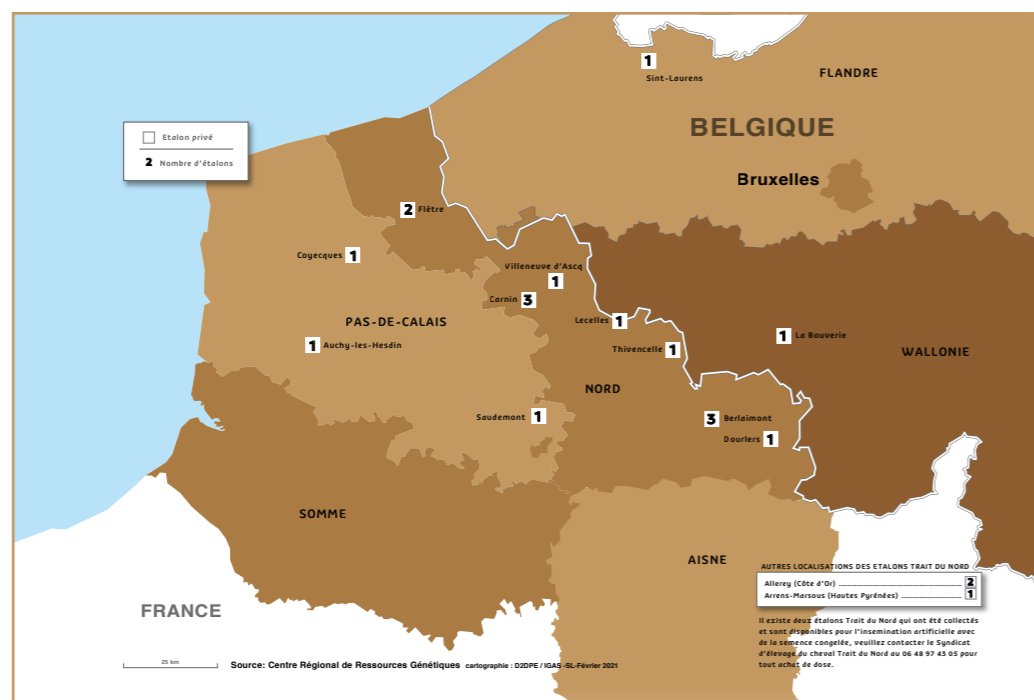 1
Sint-Laurens
FLANDRE
BELGIQUE
Etalon privé
2 Nombre d'étalons
Bruxelles
2 Flêtre
Coyecques 1
Villeneuve d'Ascq
1
Carnin 3
Lecelles 1
PAS-DE-CALAIS
1 Auchy-les-Hesdin
Thivencelle 1
1 La Bouverie
WALLONIE
NORD
Saudemont 1
3 Berlaimont
Dourlers 1
SOMME
AISNE
AUTRES LOCALISATIONS DES ETALONS TRAIT DU NORD
Allerey (Côte d'Or) 2
Arrens-Marsous (Hautes Pyrénées) 1
Il existe deux étalons Trait du Nord qui ont été collectés
et sont disponibles pour l'insemination artificielle avec
de la semence congelée, veuillez contacter le Syndicat
d'élevage du cheval Trait du Nord au 06 48 97 43 05 pour
tout achat de dose.
FRANCE
25 km
Source: Centre Régional de Ressources Génétiques cartographie : D2DPE / IGAS -SL-Février 2021